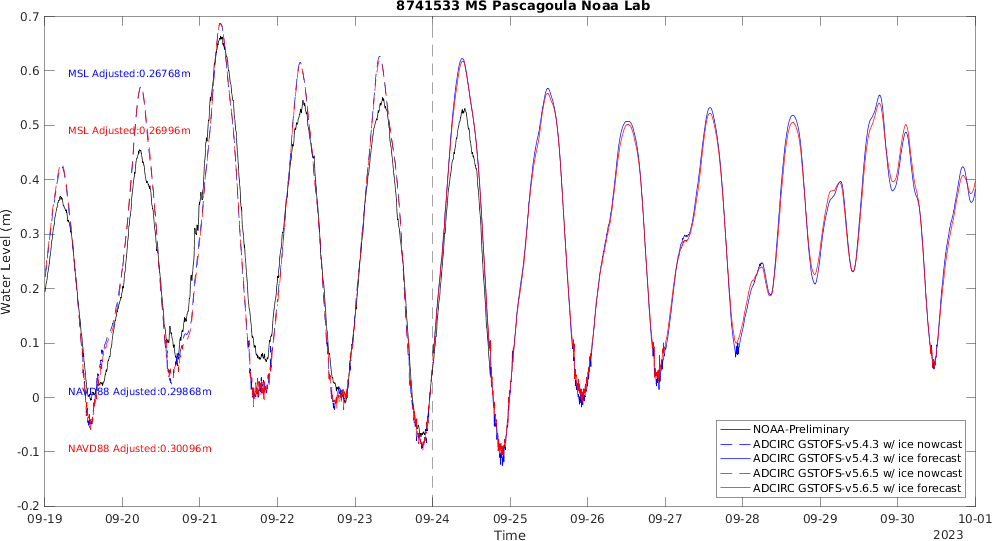 8741533 MS Pascagoula Noaa Lab
0.7
0.6
0.5
0.4
0.3
0.2
0.1
0
-0.1
-0.2
Water Level (m)
MSL Adjusted:0.26768m
MSL Adjusted:0.26996m
NAVD88 Adjusted:0.29868m
NAVD88 Adjusted:0.30096m
NOAA-Preliminary
ADCIRC GSTOFS-v5.4.3 w/ ice nowcast
ADCIRC GSTOFS-v5.4.3 w/ ice forecast
ADCIRC GSTOFS-v5.6.5 w/ ice nowcast
ADCIRC GSTOFS-v5.6.5 w/ ice forecast
09-19 09-20 09-21 09-22 09-23 09-24 09-25 09-26 09-27 09-28 09-29 09-30 10-01
Time
2023